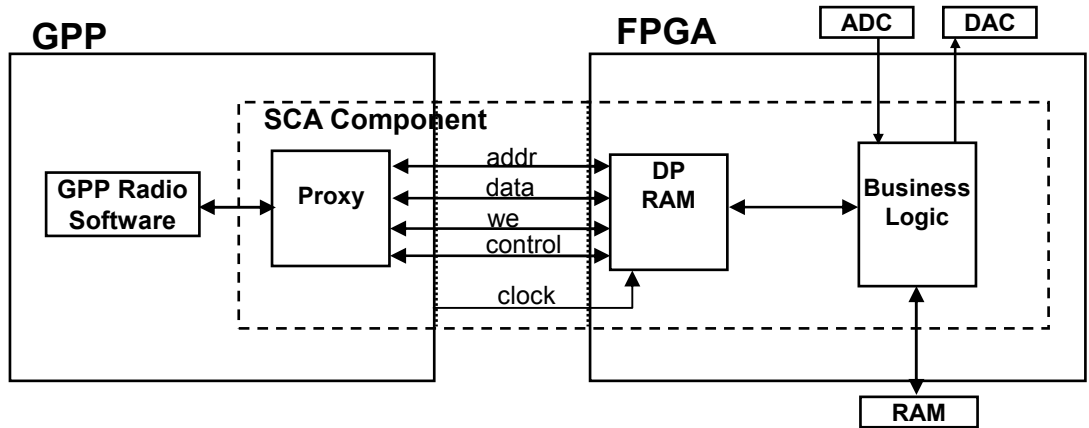 GPP
FPGA
ADC
DAC
SCA Component
GPP Radio
Software
Proxy
addr
data
we
control
clock
DP
RAM
Business
Logic
RAM